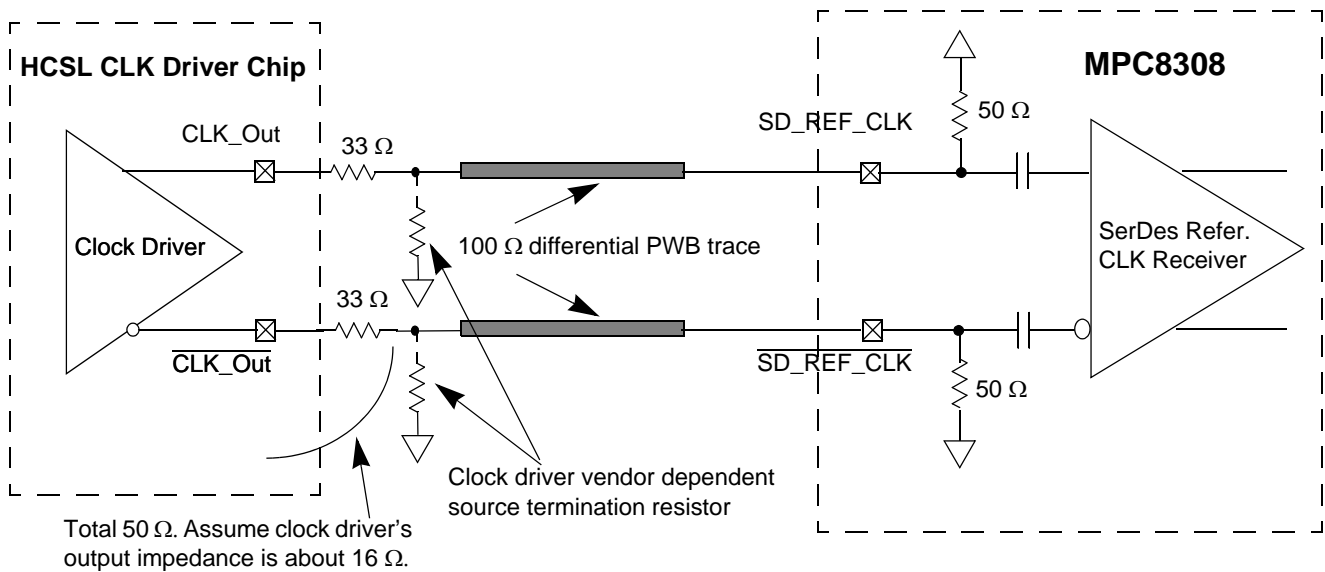 HCSL CLK Driver Chip
MPC8308
CLK_Out
33 Ω
SD_REF_CLK
50 Ω
Clock Driver
100 Ω differential PWB trace
SerDes Refer.
CLK Receiver
33 Ω
CLK_Out
SD_REF_CLK
50 Ω
Clock driver vendor dependent
source termination resistor
Total 50 Ω. Assume clock driver's
output impedance is about 16 Ω.